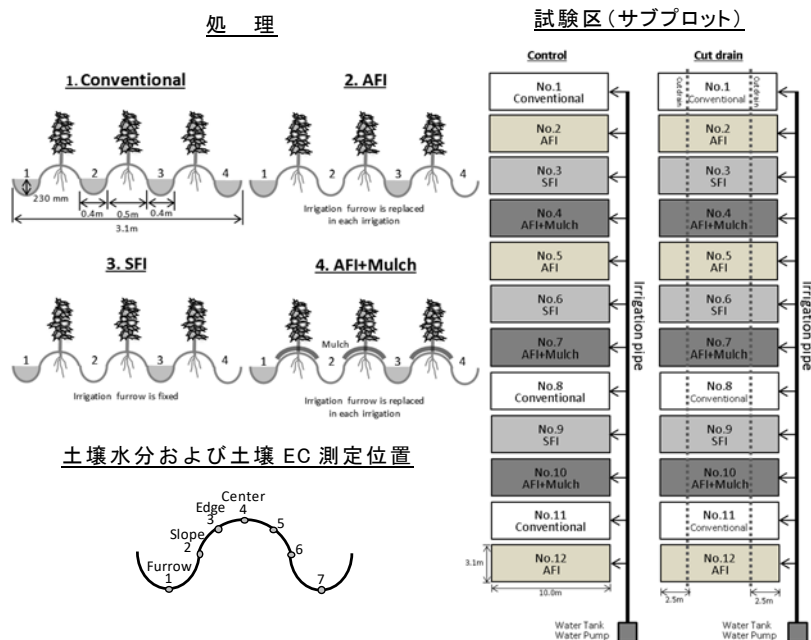 処 理
1. Conventional
1 2 3 4
230 mm
0.4m 0.5m 0.4m
3.1m
2. AFI
1 2 3 4
Irrigation furrow is replaced
in each irrigation
3. SFI
1 2 3 4
Irrigation furrow is fixed
4. AFI+Mulch
Mulch
1 2 3 4
Irrigation furrow is replaced
in each irrigation
土壌水分および土壌 EC 測定位置
Center
4
Edge
3
5
Slope
2
6
Furrow
1
7
試験区(サブプロット)
Control
No.1
Conventional
No.2
AFI
No.3
SFI
No.4
AFI+Mulch
No.5
AFI
No.6
SFI
No.7
AFI+Mulch
No.8
Conventional
No.9
SFI
No.10
AFI+Mulch
No.11
Conventional
No.12
AFI
3.1m
10.0m
Irrigation pipe
Water Tank
Water Pump
Cut drain
Cut drain
Cut drain
No.1
Conventional
No.2
AFI
No.3
SFI
No.4
AFI+Mulch
No.5
AFI
No.6
SFI
No.7
AFI+Mulch
No.8
Conventional
No.9
SFI
No.10
AFI+Mulch
No.11
Conventional
No.12
AFI
2.5m 2.5m
Irrigation pipe
Water Tank
Water Pump